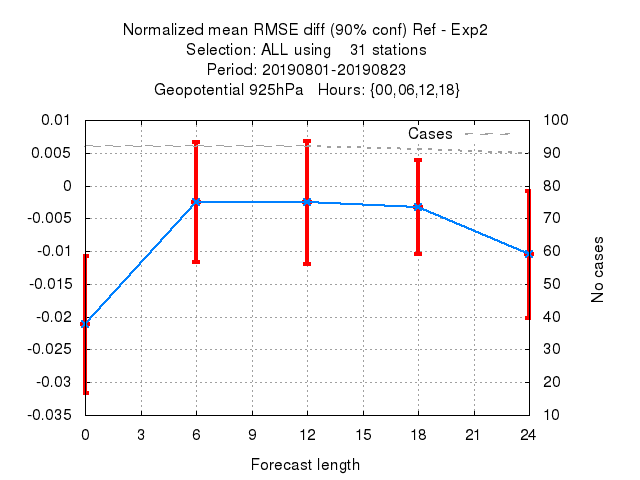 Normalized mean RMSE diff (90% conf) Ref - Exp2
Selection: ALL using    31 stations
Period: 20190801-20190823
Geopotential 925hPa   Hours: {00,06,12,18}
0.01
0.005
0
-0.005
-0.01
-0.015
-0.02
-0.025
-0.03
-0.035
Cases
100
90
80
70
60
50
40
30
20
10
No cases
0 3 6 9 12 15 18 21 24
Forecast length